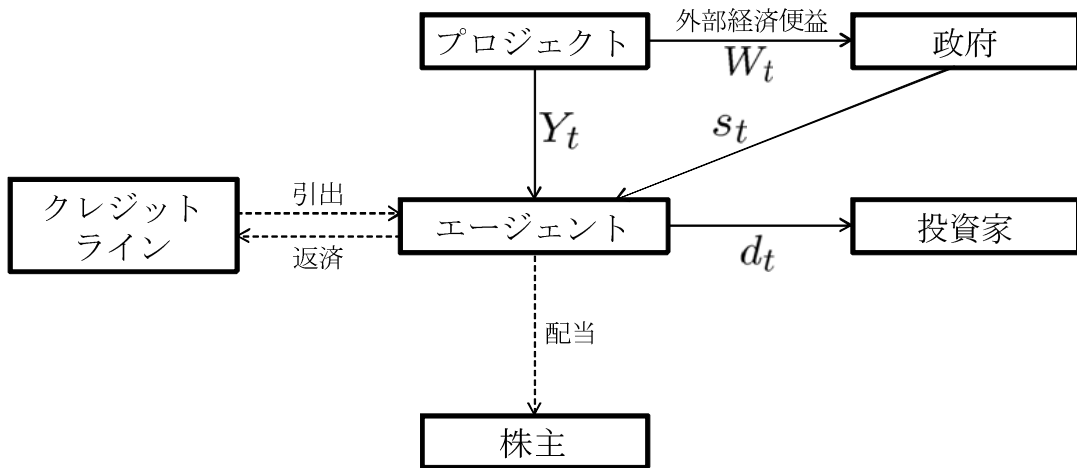 プロジェクト
外部経済便益
W_t
政府
Y_t
s_t
クレジット
ライン
引出
返済
エージェント
d_t
投資家
配当
株主